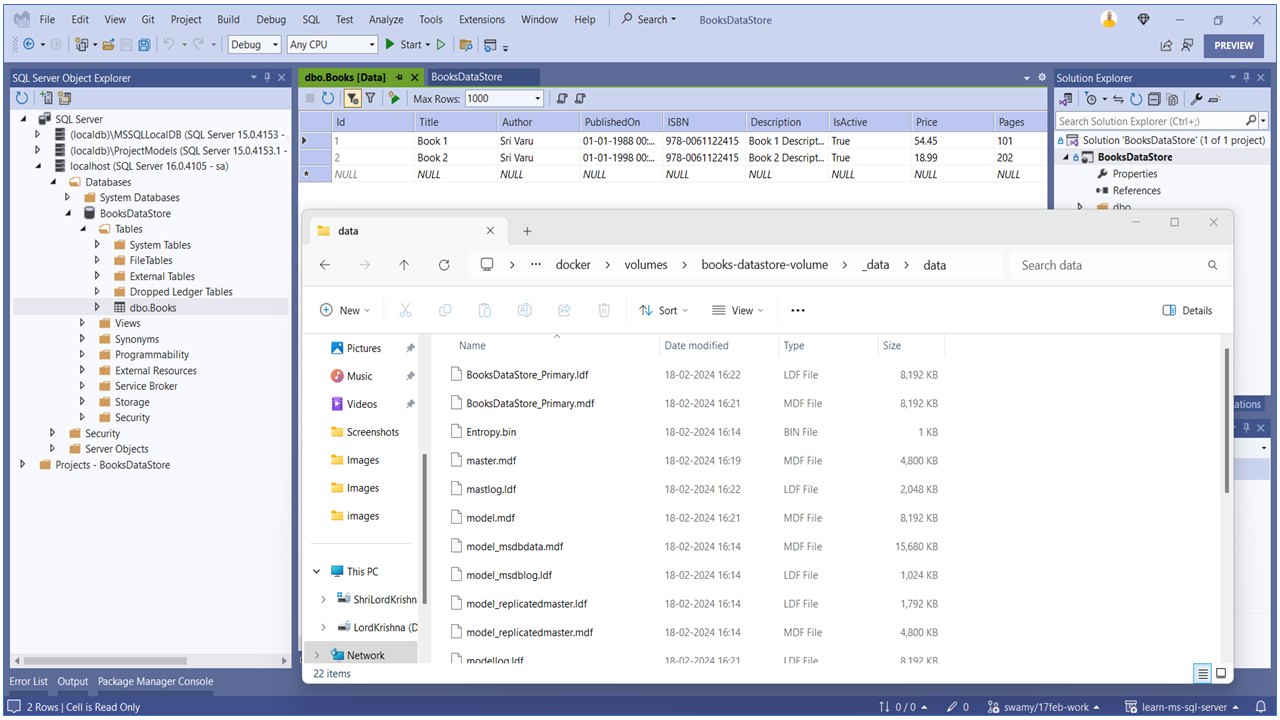 File Edit View Git Project Build Debug SQL Test Analyze Tools Extensions Window Help Search BooksDataStore
Debug Any CPU Start PREVIEW
SQL Server Object Explorer
SQL Server
(localdb)\MSSQLLocalDB (SQL Server 15.0.4153 -
(localdb)\ProjectModels (SQL Server 15.0.4153.1 -
localhost (SQL Server 16.0.4105 - sa)
Databases
System Databases
BooksDataStore
Tables
System Tables
FileTables
External Tables
Dropped Ledger Tables
dbo.Books
Views
Synonyms
Programmability
External Resources
Service Broker
Storage
Security
Security
Server Objects
Projects - BooksDataStore
dbo.Books [Data] BooksDataStore
Max Rows: 1000
Id Title Author PublishedOn ISBN Description IsActive Price Pages
1 Book 1 Sri Varu 01-01-1988 00:... 978-0061122415 Book 1 Descript... True 54.45 101
2 Book 2 Sri Varu 01-01-1988 00:... 978-0061122415 Book 2 Descript... True 18.99 202
NULL NULL NULL NULL NULL NULL NULL NULL NULL
Solution Explorer
Search Solution Explorer (Ctrl+;)
Solution 'BooksDataStore' (1 of 1 project)
BooksDataStore
Properties
References
dbo
data
docker volumes books-datastore-volume _data data Search data
New Sort View Details
Pictures
Music
Videos
Screenshots
Images
Images
images
This PC
ShriLordKrishn
LordKrishna (D
Network
Name Date modified Type Size
BooksDataStore_Primary.ldf 18-02-2024 16:22 LDF File 8,192 KB
BooksDataStore_Primary.mdf 18-02-2024 16:21 MDF File 8,192 KB
Entropy.bin 18-02-2024 16:14 BIN File 1 KB
master.mdf 18-02-2024 16:19 MDF File 4,800 KB
mastlog.ldf 18-02-2024 16:22 LDF File 2,048 KB
model.mdf 18-02-2024 16:21 MDF File 8,192 KB
model_msdbdata.mdf 18-02-2024 16:14 MDF File 15,680 KB
model_msdblog.ldf 18-02-2024 16:14 LDF File 1,024 KB
model_replicatedmaster.ldf 18-02-2024 16:14 LDF File 1,792 KB
model_replicatedmaster.mdf 18-02-2024 16:14 MDF File 4,800 KB
modellog.ldf 18-02-2024 16:21 LDF File 8,192 KB
22 items
ations
Error List Output Package Manager Console
2 Rows | Cell is Read Only 0 / 0 0 swamy/17feb-work learn-ms-sql-server